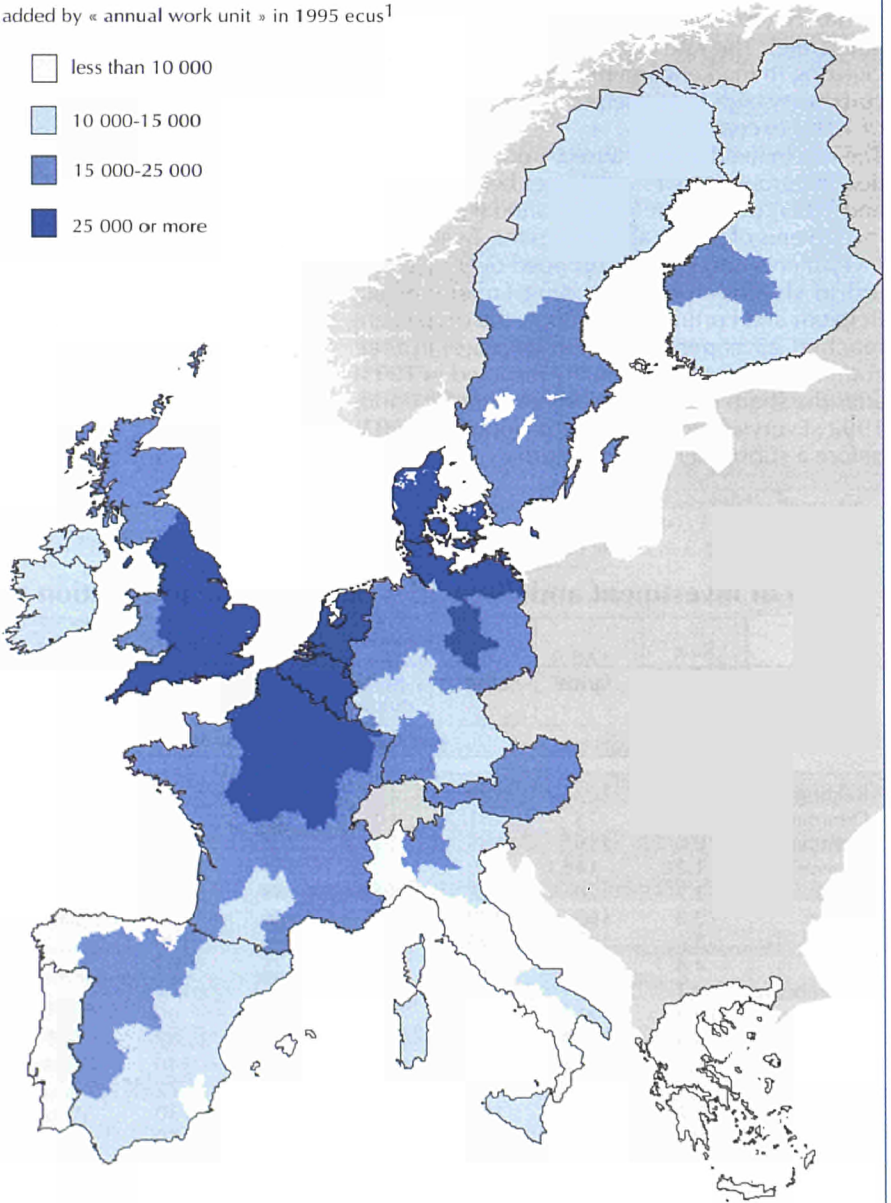 added by « annual work unit » in 1995 ecus1
less than 10 000
10 000-15 000
15 000-25 000
25 000 or more